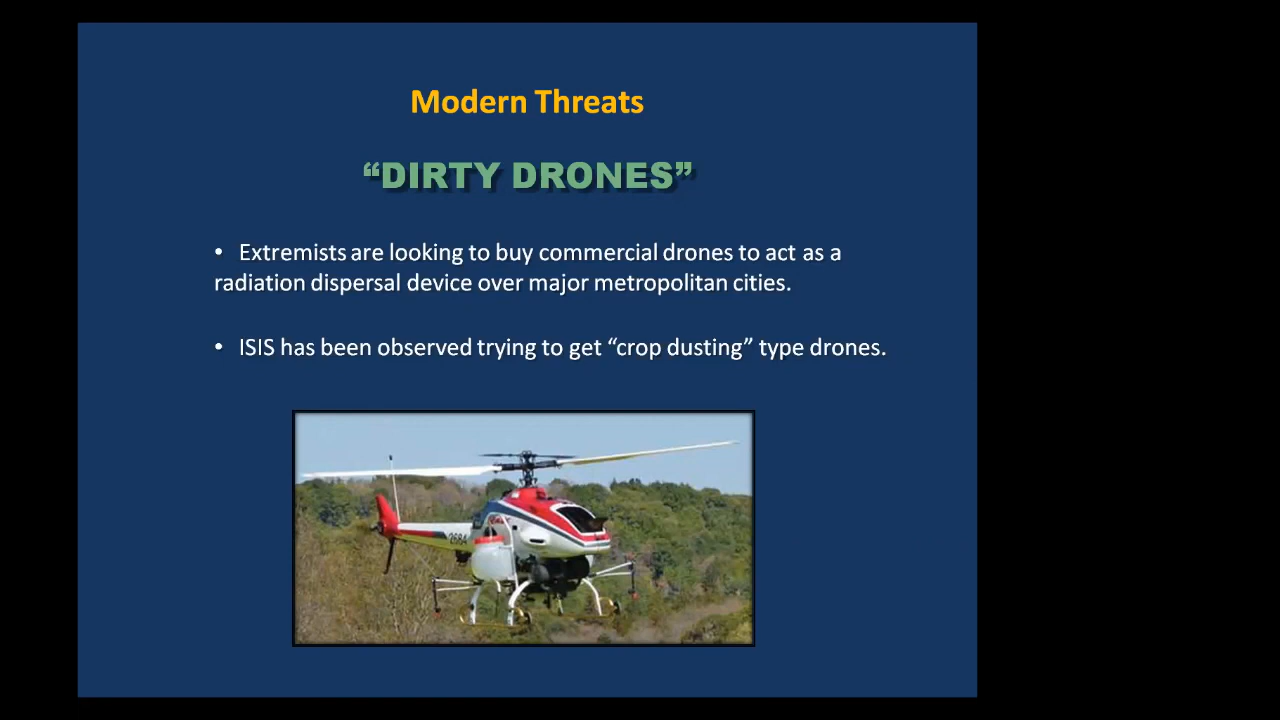 Modern Threats
“DIRTY DRONES”
• Extremists are looking to buy commercial drones to act as a
radiation dispersal device over major metropolitan cities.
• ISIS has been observed trying to get “crop dusting” type drones.
2684